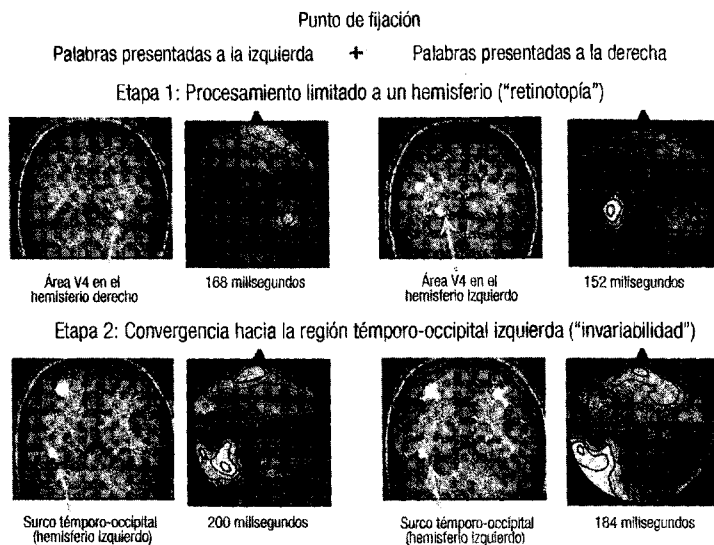 Punto de fijación
Palabras presentadas a la izquierda + Palabras presentadas a la derecha
Etapa 1: Procesamiento limitado a un hemisferio ("retinotopía")
Área V4 en el
hemisferio derecho
168 milisegundos
Área V4 en el
hemisferio izquierdo
152 milisegundos
Etapa 2: Convergencia hacia la región témporo-occipital izquierda ("invariabilidad")
Surco témporo-occipital
(hemisferio izquierdo)
200 milisegundos
Surco témporo-occipital
(hemisferio izquierdo)
184 milisegundos